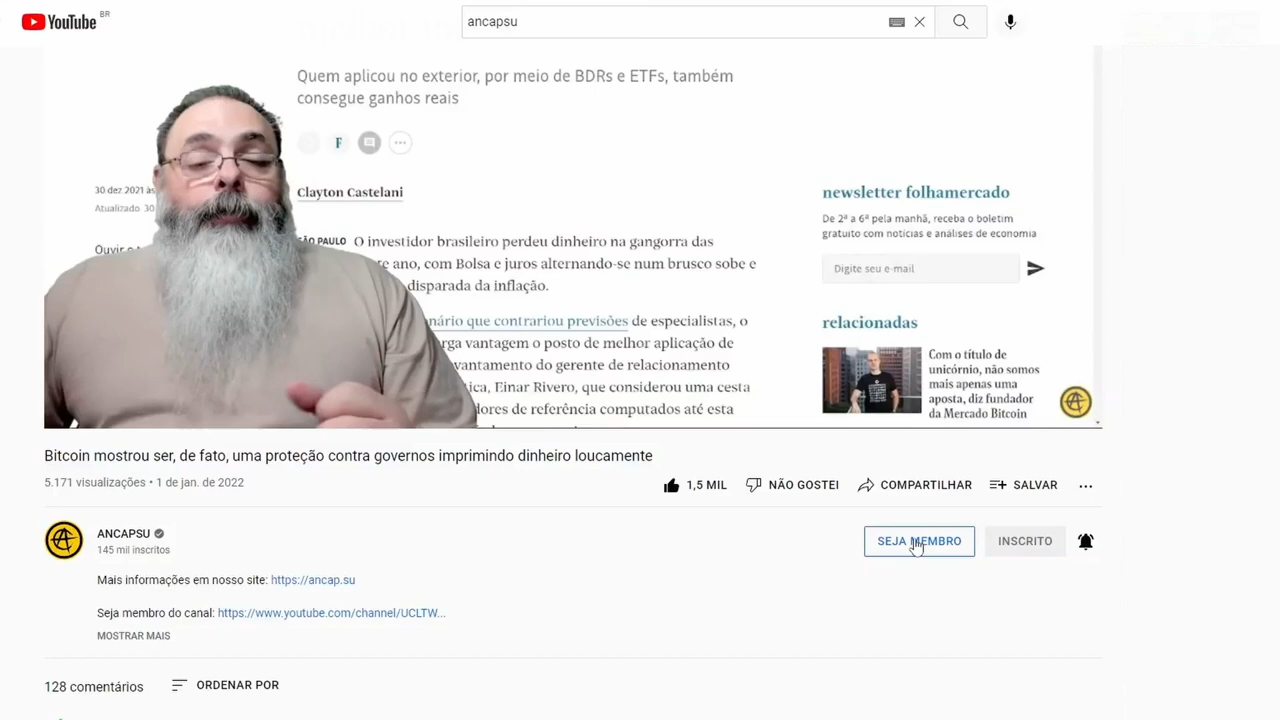 YouTube BR
ancapsu
Quem aplicou no exterior, por meio de BDRs e ETFs, também
consegue ganhos reais
F
30 dez 2021 às
Clayton Castelani
Atualizado 30
Ouvir o
SÃO PAULO O investidor brasileiro perdeu dinheiro na gangorra das
te ano, com Bolsa e juros alternando-se num brusco sobe e
disparada da inflação.
nário que contrariou previsões de especialistas, o
rga vantagem o posto de melhor aplicação de
vantamento do gerente de relacionamento
ica, Einar Rivero, que considerou uma cesta
dores de referência computados até esta
newsletter folhamercado
De 2ª a 6ª pela manhã, receba o boletim
gratuito com notícias e análises de economia
Digite seu e-mail
relacionadas
Com o título de
unicórnio, não somos
mais apenas uma
aposta, diz fundador
da Mercado Bitcoin
Bitcoin mostrou ser, de fato, uma proteção contra governos imprimindo dinheiro loucamente
5.171 visualizações • 1 de jan. de 2022
1,5 MIL
NÃO GOSTEI
COMPARTILHAR
SALVAR
ANCAPSU
145 mil inscritos
SEJA MEMBRO
INSCRITO
Mais informações em nosso site: https://ancap.su
Seja membro do canal: https://www.youtube.com/channel/UCLTW...
MOSTRAR MAIS
128 comentários
ORDENAR POR